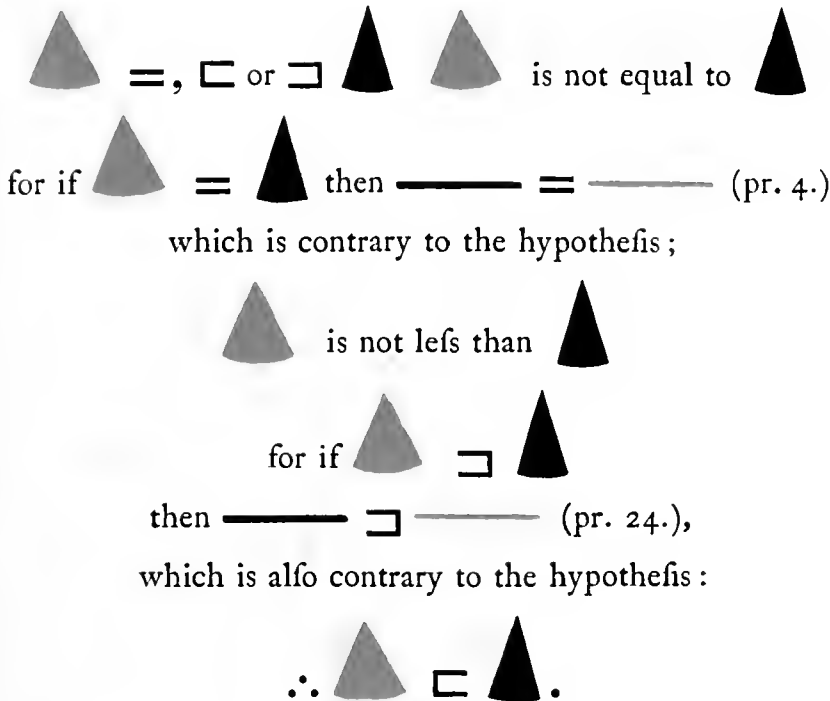 =, ⊏ or ⊐ is not equal to
for if = then = (pr. 4.)
which is contrary to the hypotheſis ;
is not leſs than
for if ⊐
then ⊐ (pr. 24.),
which is alſo contrary to the hypotheſis :
∴ ⊏ .